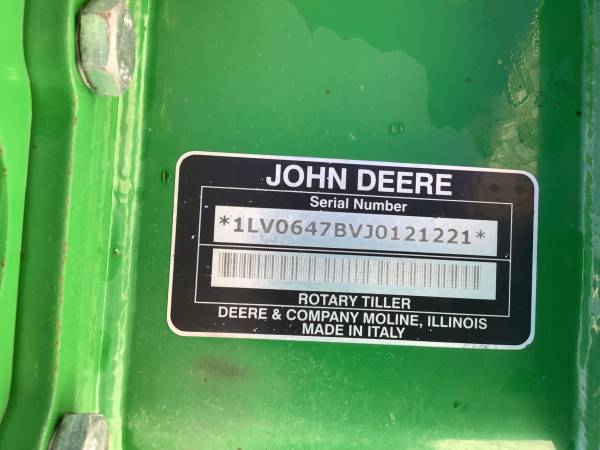 JOHN DEERE
Serial Number
*1LV0647BVJ0121221*
ROTARY TILLER
DEERE & COMPANY MOLINE, ILLINOIS
MADE IN ITALY